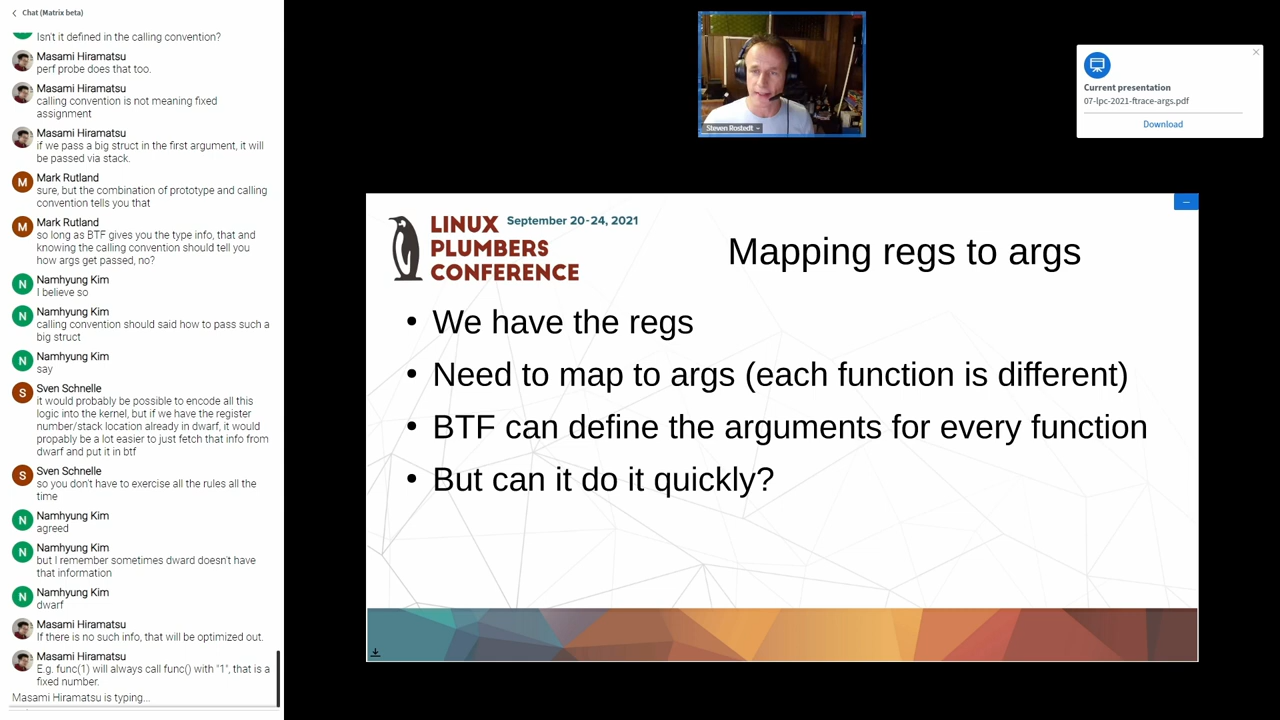 Chat (Matrix beta)
Isn't it defined in the calling convention?
Masami Hiramatsu
perf probe does that too.
Masami Hiramatsu
calling convention is not meaning fixed
assignment
Masami Hiramatsu
if we pass a big struct in the first argument, it will
be passed via stack.
M
Mark Rutland
sure, but the combination of prototype and calling
convention tells you that
M
Mark Rutland
so long as BTF gives you the type info, that and
knowing the calling convention should tell you
how args get passed, no?
N
Namhyung Kim
I believe so
N
Namhyung Kim
calling convention should said how to pass such a
big struct
N
Namhyung Kim
say
S
Sven Schnelle
it would probably be possible to encode all this
logic into the kernel, but if we have the register
number/stack location already in dwarf, it would
propably be a lot easier to just fetch that info from
dwarf and put it in btf
S
Sven Schnelle
so you don't have to exercise all the rules all the
time
N
Namhyung Kim
agreed
N
Namhyung Kim
but I remember sometimes dward doesn't have
that information
N
Namhyung Kim
dwarf
Masami Hiramatsu
If there is no such info, that will be optimized out.
Masami Hiramatsu
E.g. func(1) will always call func() with "1", that is a
fixed number.
Masami Hiramatsu is typing...
Steven Rostedt
Current presentation
07-lpc-2021-ftrace-args.pdf
Download
LINUX September 20-24, 2021
PLUMBERS
CONFERENCE
Mapping regs to args
• We have the regs
• Need to map to args (each function is different)
• BTF can define the arguments for every function
• But can it do it quickly?